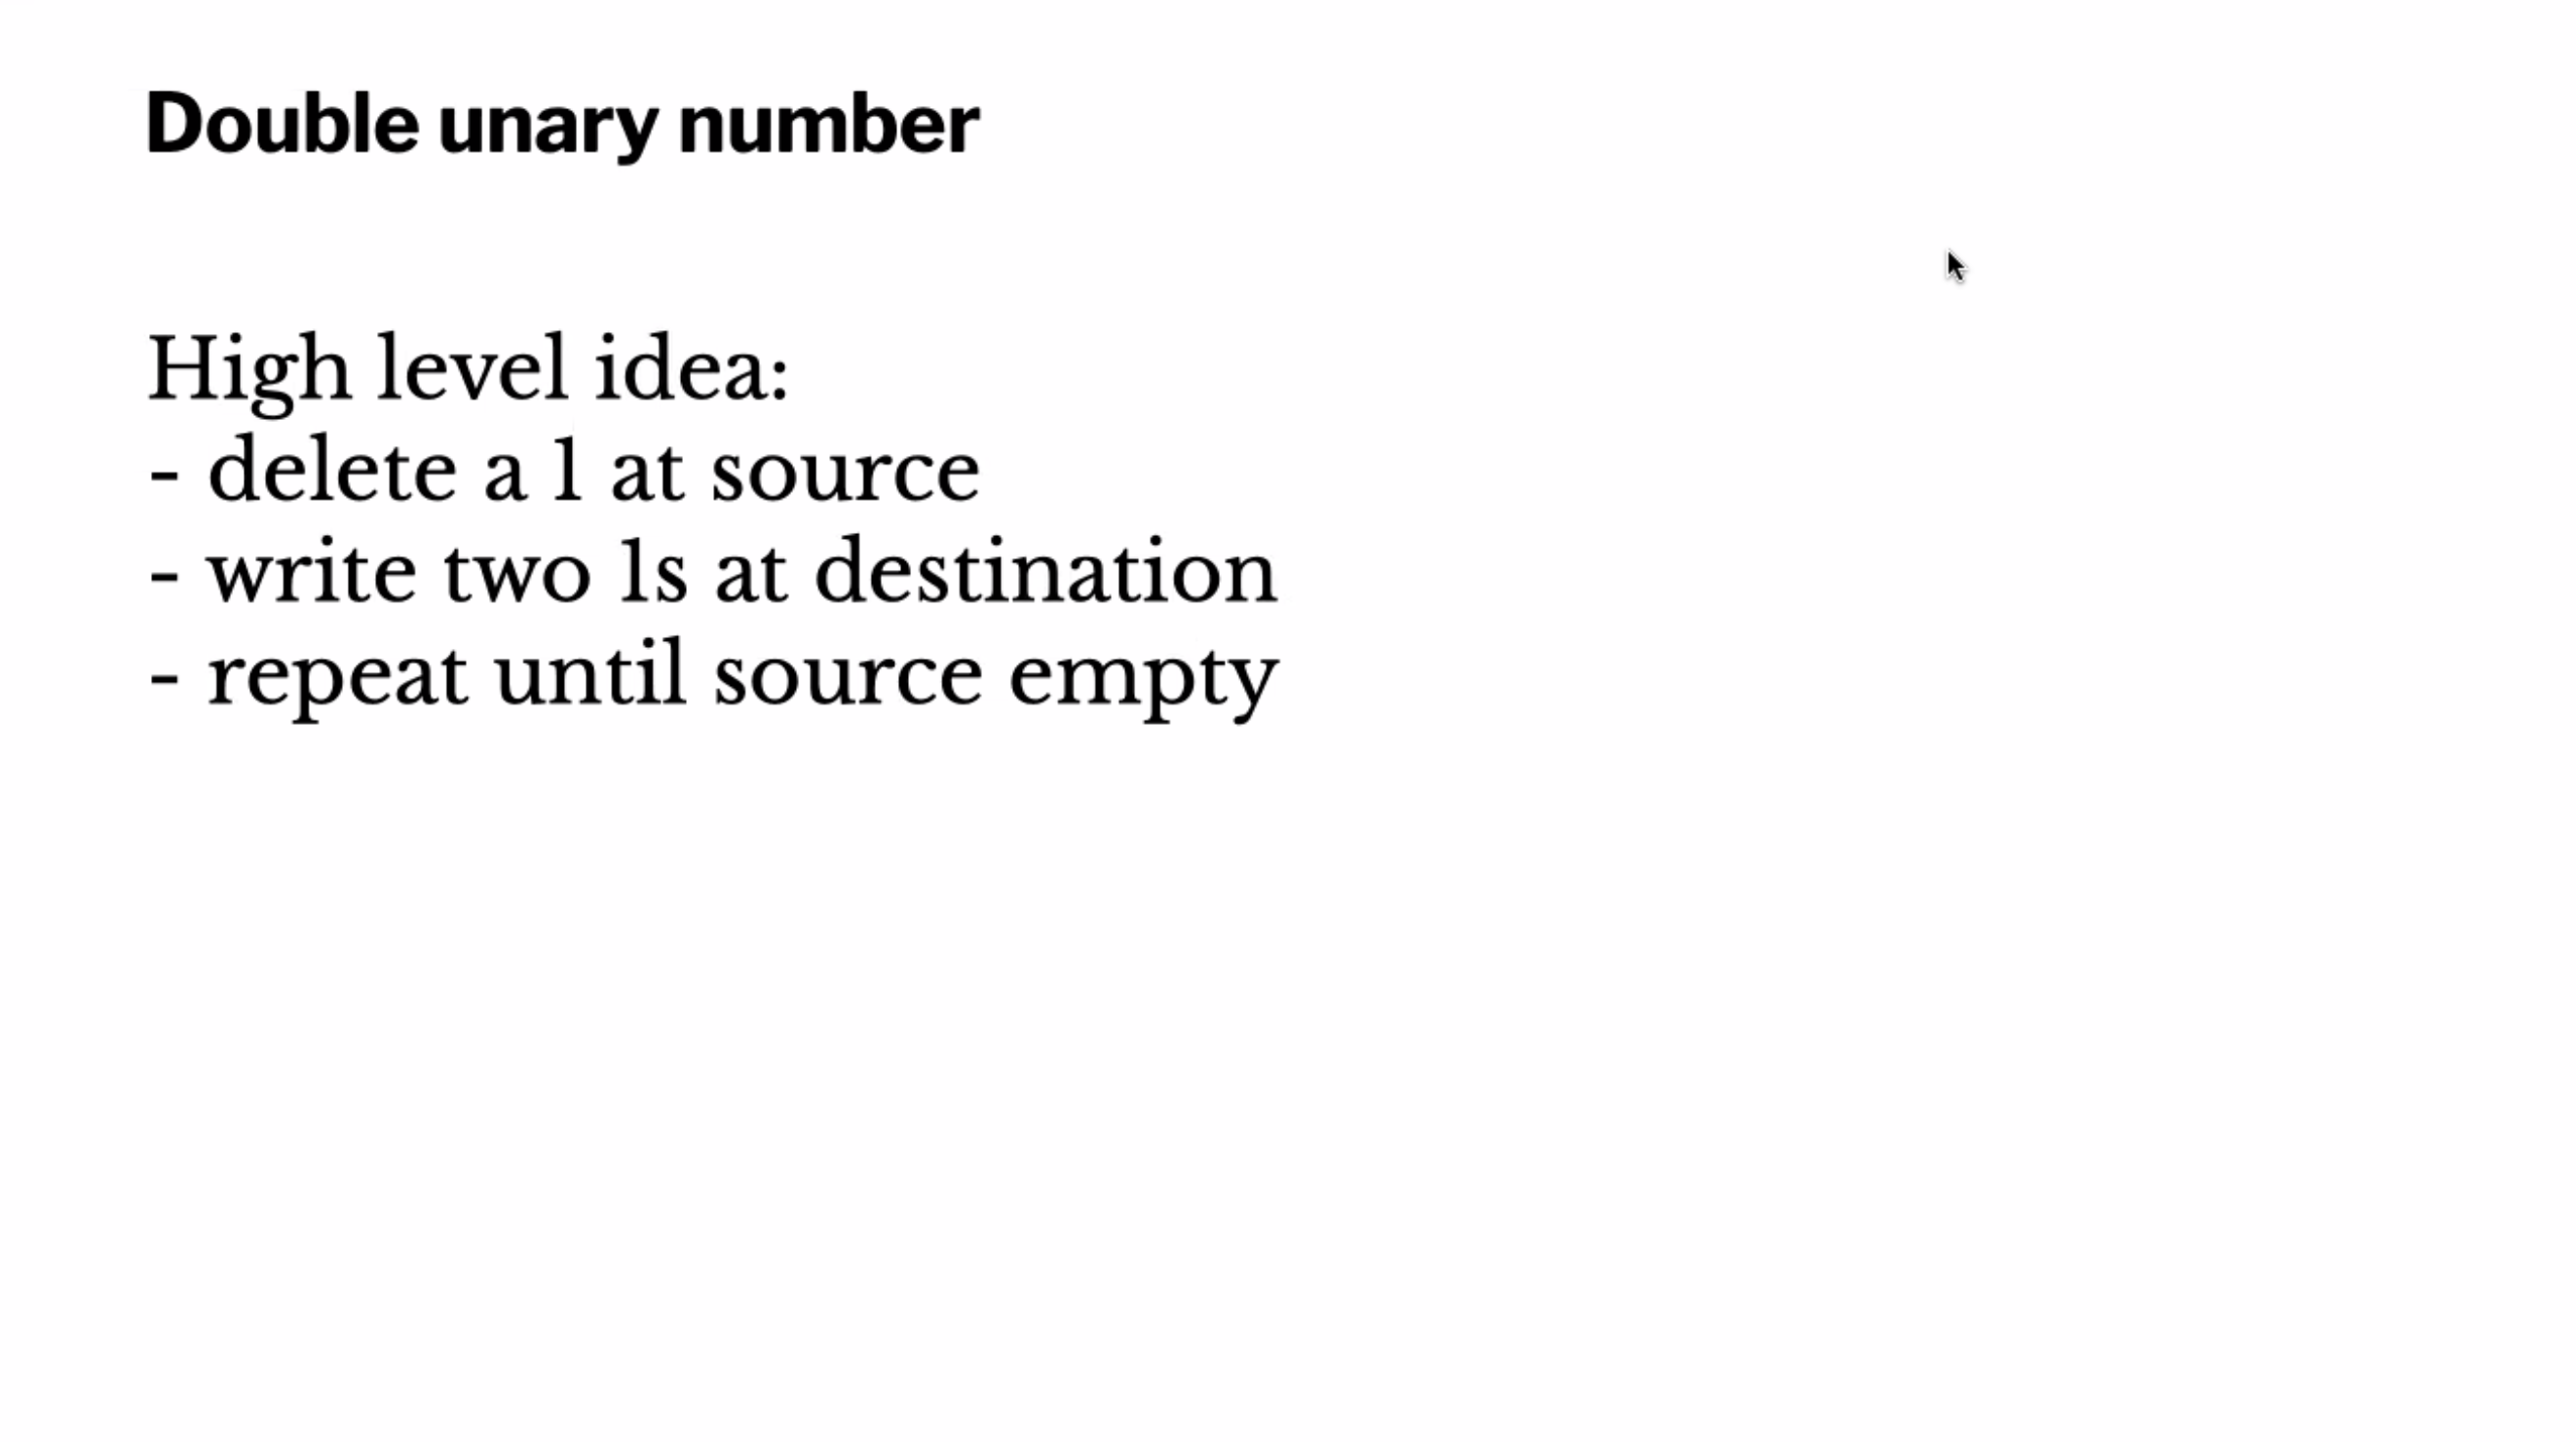 Double unary number
High level idea:
- delete a 1 at source
- write two 1s at destination
- repeat until source empty